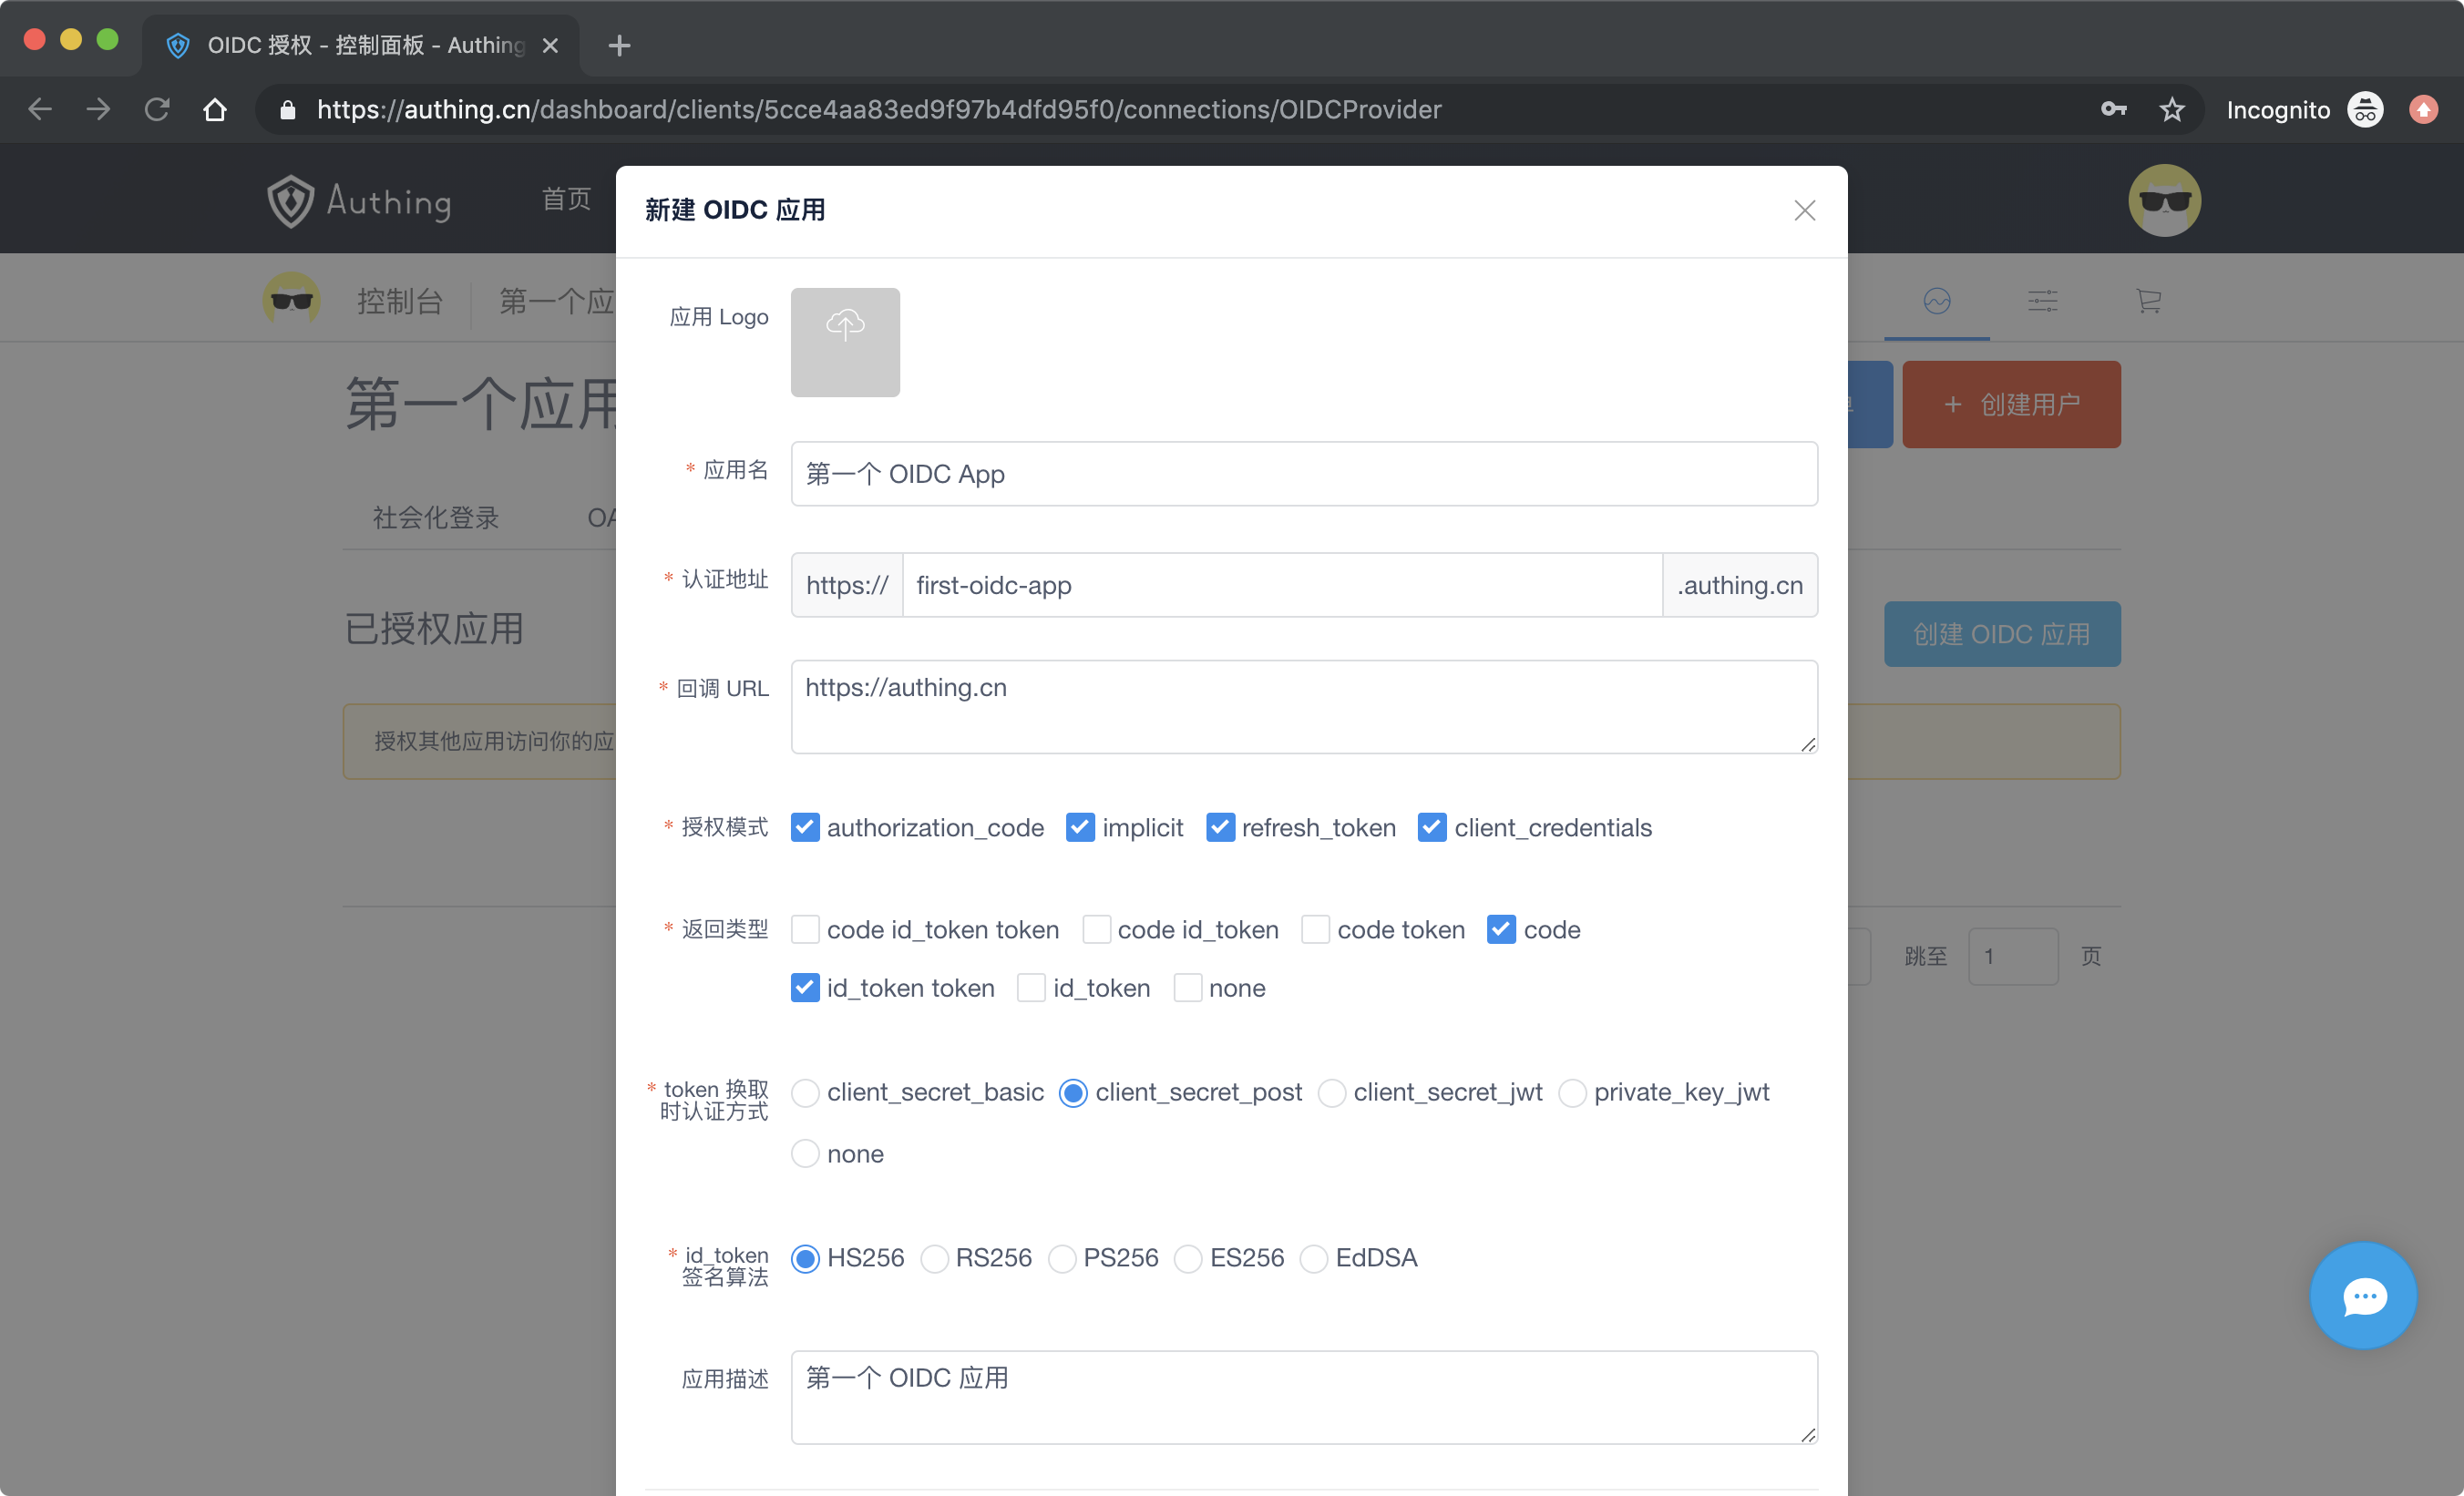 OIDC 授权 - 控制面板 - Authing
https://authing.cn/dashboard/clients/5cce4aa83ed9f97b4dfd95f0/connections/OIDCProvider
Incognito
Authing
首页
新建 OIDC 应用
控制台
第一个应
应用 Logo
第一个应用
+ 创建用户
* 应用名
第一个 OIDC App
社会化登录
OA
* 认证地址
https://
first-oidc-app
.authing.cn
已授权应用
创建 OIDC 应用
* 回调 URL
https://authing.cn
授权其他应用访问你的应
* 授权模式
authorization_code implicit refresh_token client_credentials
* 返回类型
code id_token token code id_token code token code
跳至 1 页
id_token token id_token none
* token 换取
时认证方式
client_secret_basic client_secret_post client_secret_jwt private_key_jwt
none
* id_token
签名算法
HS256 RS256 PS256 ES256 EdDSA
应用描述
第一个 OIDC 应用